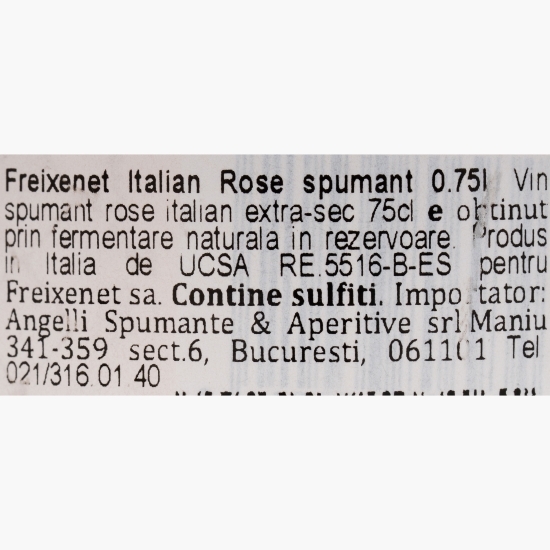 Freixenet Italian Rose spumant 0.75l Vin
spumant rose italian extra-sec 75cl e obtinut
prin fermentare naturala in rezervoare. Produs
in Italia de UCSA RE.5516-B-ES pentru
Freixenet sa. Contine sulfiti. Importator:
Angelli Spumante & Aperitive srl Maniu
341-359 sect.6, Bucuresti, 061101 Tel
021/316.01.40